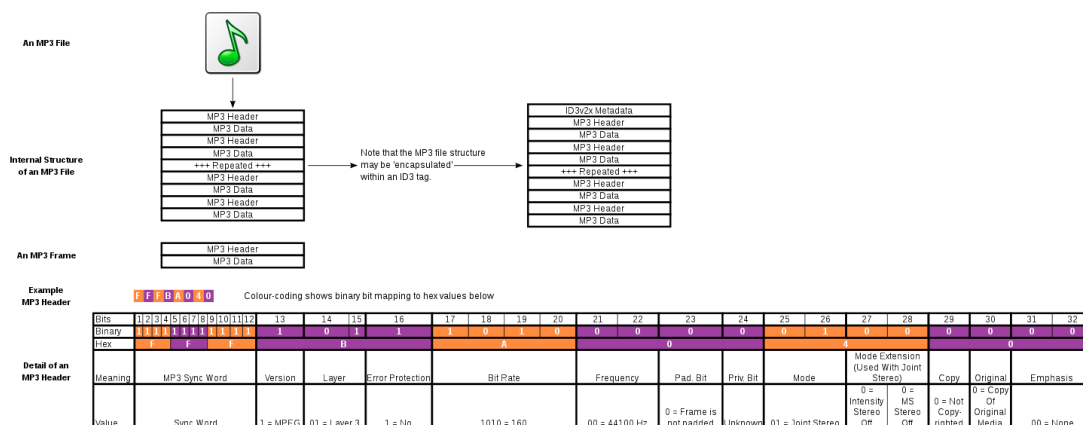 An MP3 File
MP3 Header
MP3 Data
MP3 Header
MP3 Data
+++ Repeated +++
MP3 Header
MP3 Data
MP3 Header
MP3 Data
Internal Structure
of an MP3 File
Note that the MP3 file structure
may be 'encapsulated'
within an ID3 tag.
ID3v2x Metadata
MP3 Header
MP3 Data
MP3 Header
MP3 Data
+++ Repeated +++
MP3 Header
MP3 Data
MP3 Header
MP3 Data
An MP3 Frame
MP3 Header
MP3 Data
Example
MP3 Header
F F F B A 0 4 0
Colour-coding shows binary bit mapping to hex values below
Detail of an
MP3 Header
Bits 1 2 3 4 5 6 7 8 9 10 11 12 13 14 15 16 17 18 19 20 21 22 23 24 25 26 27 28 29 30 31 32
Binary 1 1 1 1 1 1 1 1 1 1 1 1 1 0 1 1 1 0 1 0 0 0 0 0 0 1 0 0 0 0 0 0
Hex F F F B A 0 4 0
Meaning MP3 Sync Word Version Layer Error Protection Bit Rate Frequency Pad. Bit Priv. Bit Mode
Mode Extension
(Used With Joint
Stereo)
Copy Original Emphasis
Value Sync Word 1 = MPEG 01 = Layer 3 1 = No 1010 = 160 00 = 44100 Hz
0 = Frame is
not padded
Unknown 01 = Joint Stereo
0 =
Intensity
Stereo
Off
0 =
MS
Stereo
Off
0 = Not
Copy-
righted
0 = Copy
Of
Original
Media
00 = None